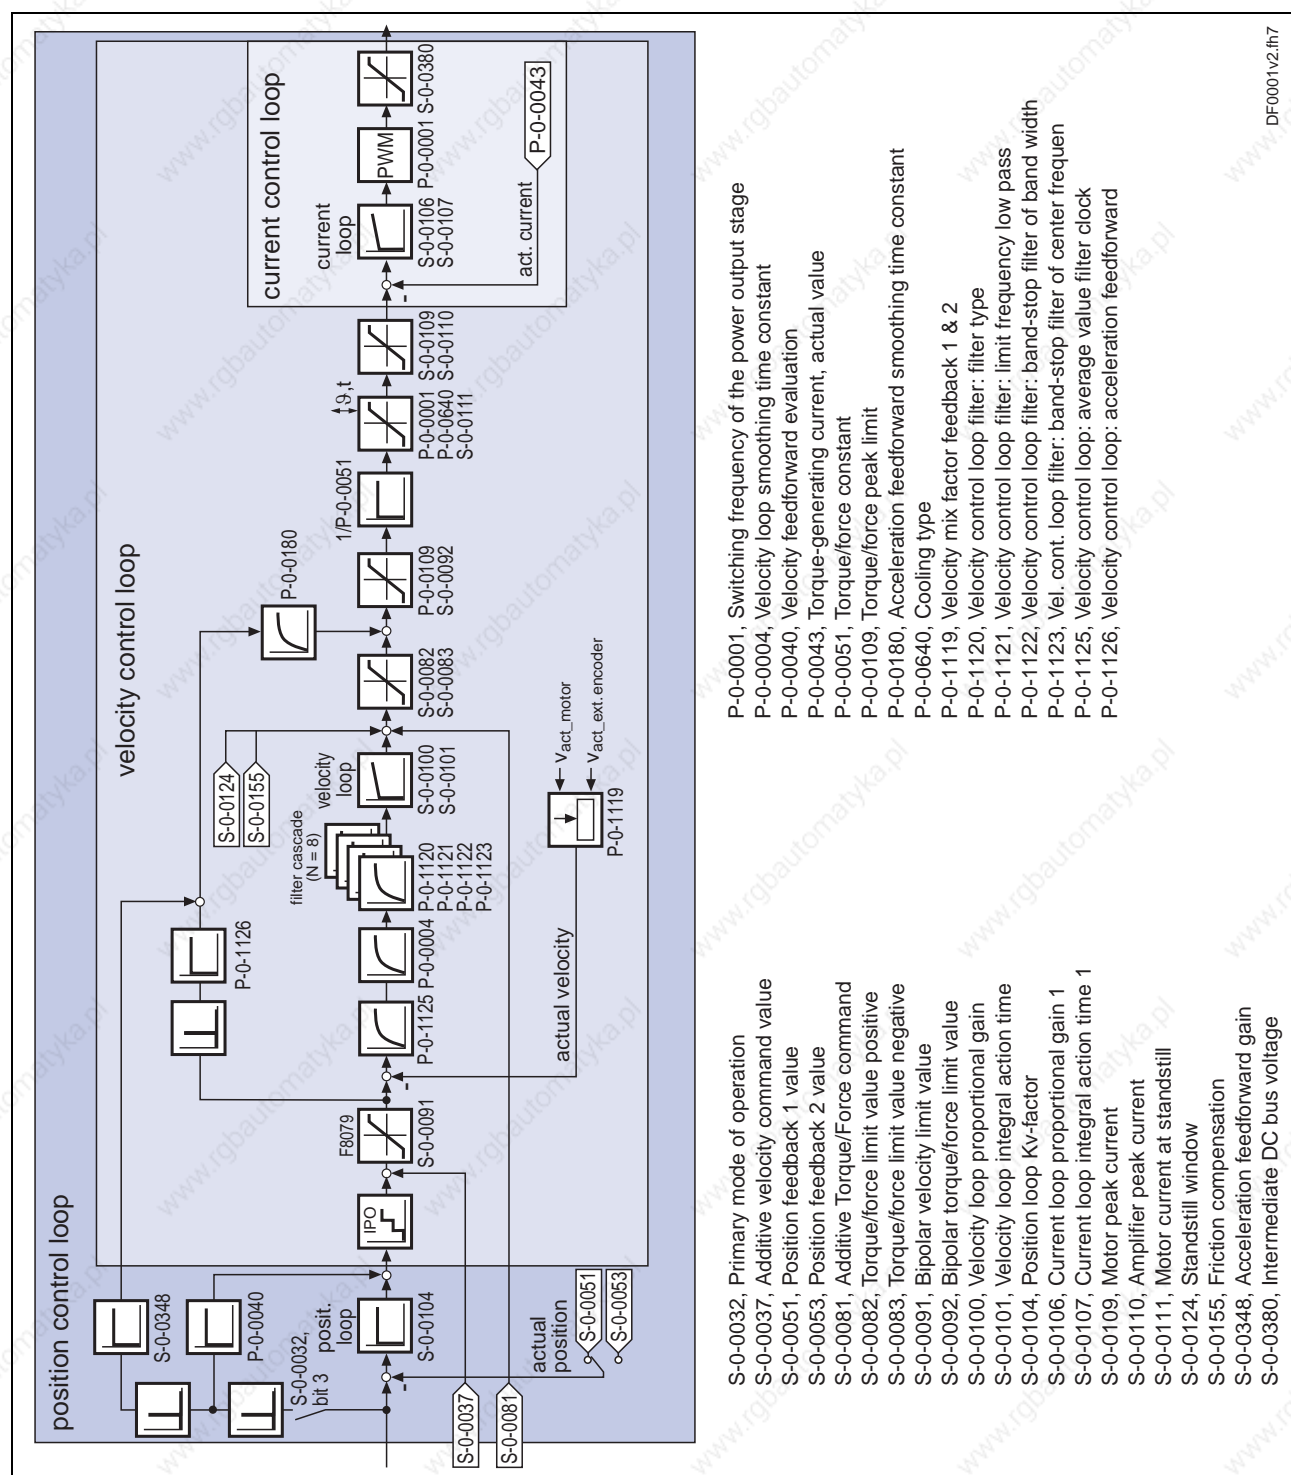 position control loop
velocity control loop
current control loop
S-0-0348
P-0-0040
S-0-0032,
bit 3
posit.
loop
S-0-0104
actual
position
S-0-0051
S-0-0053
S-0-0037
S-0-0081
IPO
F8079
S-0-0091
P-0-1126
P-0-1125
P-0-0004
filter cascade
(N = 8)
P-0-1120
P-0-1121
P-0-1122
P-0-1123
actual velocity
velocity
loop
S-0-0100
S-0-0101
S-0-0124
S-0-0155
vact_motor
vact_ext. encoder
P-0-1119
S-0-0082
S-0-0083
P-0-0180
P-0-0109
S-0-0092
1/P-0-0051
ϑ,t
P-0-0001
P-0-0640
S-0-0111
S-0-0109
S-0-0110
-
-
-
current
loop
S-0-0106
S-0-0107
PWM
P-0-0001
S-0-0380
act. current
P-0-0043
S-0-0032, Primary mode of operation
S-0-0037, Additive velocity command value
S-0-0051, Position feedback 1 value
S-0-0053, Position feedback 2 value
S-0-0081, Additive Torque/Force command
S-0-0082, Torque/force limit value positive
S-0-0083, Torque/force limit value negative
S-0-0091, Bipolar velocity limit value
S-0-0092, Bipolar torque/force limit value
S-0-0100, Velocity loop proportional gain
S-0-0101, Velocity loop integral action time
S-0-0104, Position loop Kv-factor
S-0-0106, Current loop proportional gain 1
S-0-0107, Current loop integral action time 1
S-0-0109, Motor peak current
S-0-0110, Amplifier peak current
S-0-0111, Motor current at standstill
S-0-0124, Standstill window
S-0-0155, Friction compensation
S-0-0348, Acceleration feedforward gain
S-0-0380, Intermediate DC bus voltage
P-0-0001, Switching frequency of the power output stage
P-0-0004, Velocity loop smoothing time constant
P-0-0040, Velocity feedforward evaluation
P-0-0043, Torque-generating current, actual value
P-0-0051, Torque/force constant
P-0-0109, Torque/force peak limit
P-0-0180, Acceleration feedforward smoothing time constant
P-0-0640, Cooling type
P-0-1119, Velocity mix factor feedback 1 & 2
P-0-1120, Velocity control loop filter: filter type
P-0-1121, Velocity control loop filter: limit frequency low pass
P-0-1122, Velocity control loop filter: band-stop filter of band width
P-0-1123, Vel. cont. loop filter: band-stop filter of center frequen
P-0-1125, Velocity control loop: average value filter clock
P-0-1126, Velocity control loop: acceleration feedforward
DF0001v2.fh7
www.rgbautomatyka.pl